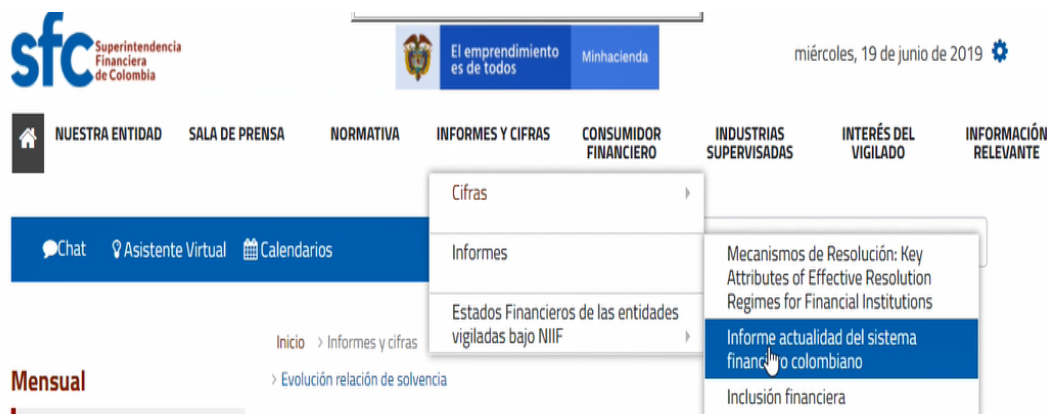 sfc
Superintendencia
Financiera
de Colombia
El emprendimiento
es de todos
Minhacienda
miércoles, 19 de junio de 2019
NUESTRA ENTIDAD
SALA DE PRENSA
NORMATIVA
INFORMES Y CIFRAS
CONSUMIDOR
FINANCIERO
INDUSTRIAS
SUPERVISADAS
INTERÉS DEL
VIGILADO
INFORMACIÓN
RELEVANTE
Cifras
Informes
Estados Financieros de las entidades
vigiladas bajo NIIF
Chat
Asistente Virtual
Calendarios
Mecanismos de Resolución: Key
Attributes of Effective Resolution
Regimes for Financial Institutions
Informe actualidad del sistema
financiero colombiano
Inclusión financiera
Inicio > Informes y cifras
> Evolución relación de solvencia
Mensual